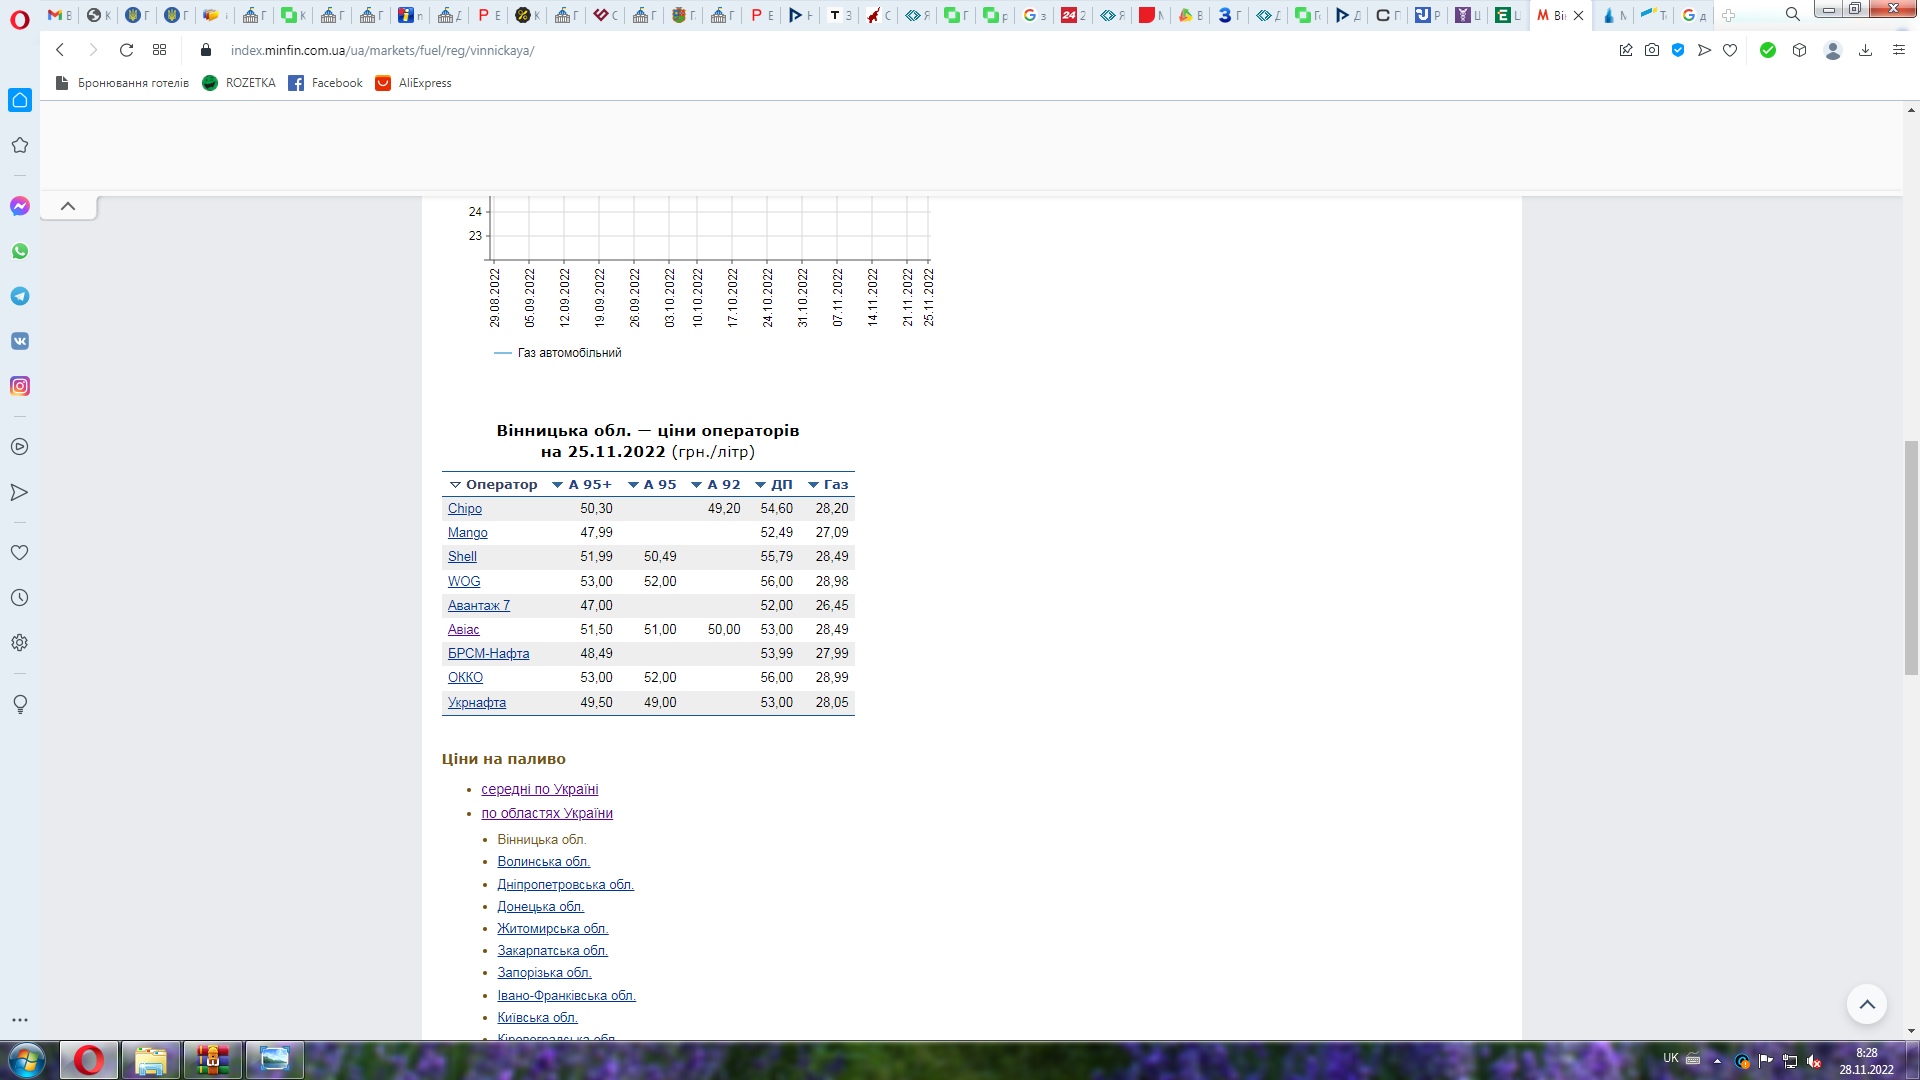 index.minfin.com.ua/ua/markets/fuel/reg/vinnickaya/
Бронювання готелів
ROZETKA
Facebook
AliExpress
24
23
29.08.2022
05.09.2022
12.09.2022
19.09.2022
26.09.2022
03.10.2022
10.10.2022
17.10.2022
24.10.2022
31.10.2022
07.11.2022
14.11.2022
21.11.2022
25.11.2022
Газ автомобільний
Вінницька обл. — ціни операторів
на 25.11.2022 (грн./літр)
Оператор А 95+ А 95 А 92 ДП Газ
Chipo 50,30 49,20 54,60 28,20
Mango 47,99 52,49 27,09
Shell 51,99 50,49 55,79 28,49
WOG 53,00 52,00 56,00 28,98
Авантаж 7 47,00 52,00 26,45
Авіас 51,50 51,00 50,00 53,00 28,49
БРСМ-Нафта 48,49 53,99 27,99
ОККО 53,00 52,00 56,00 28,99
Укрнафта 49,50 49,00 53,00 28,05
Ціни на паливо
середні по Україні
по областях України
Вінницька обл.
Волинська обл.
Дніпропетровська обл.
Донецька обл.
Житомирська обл.
Закарпатська обл.
Запорізька обл.
Івано-Франківська обл.
Київська обл.
Кіровоградська обл.
UK
8:28
28.11.2022